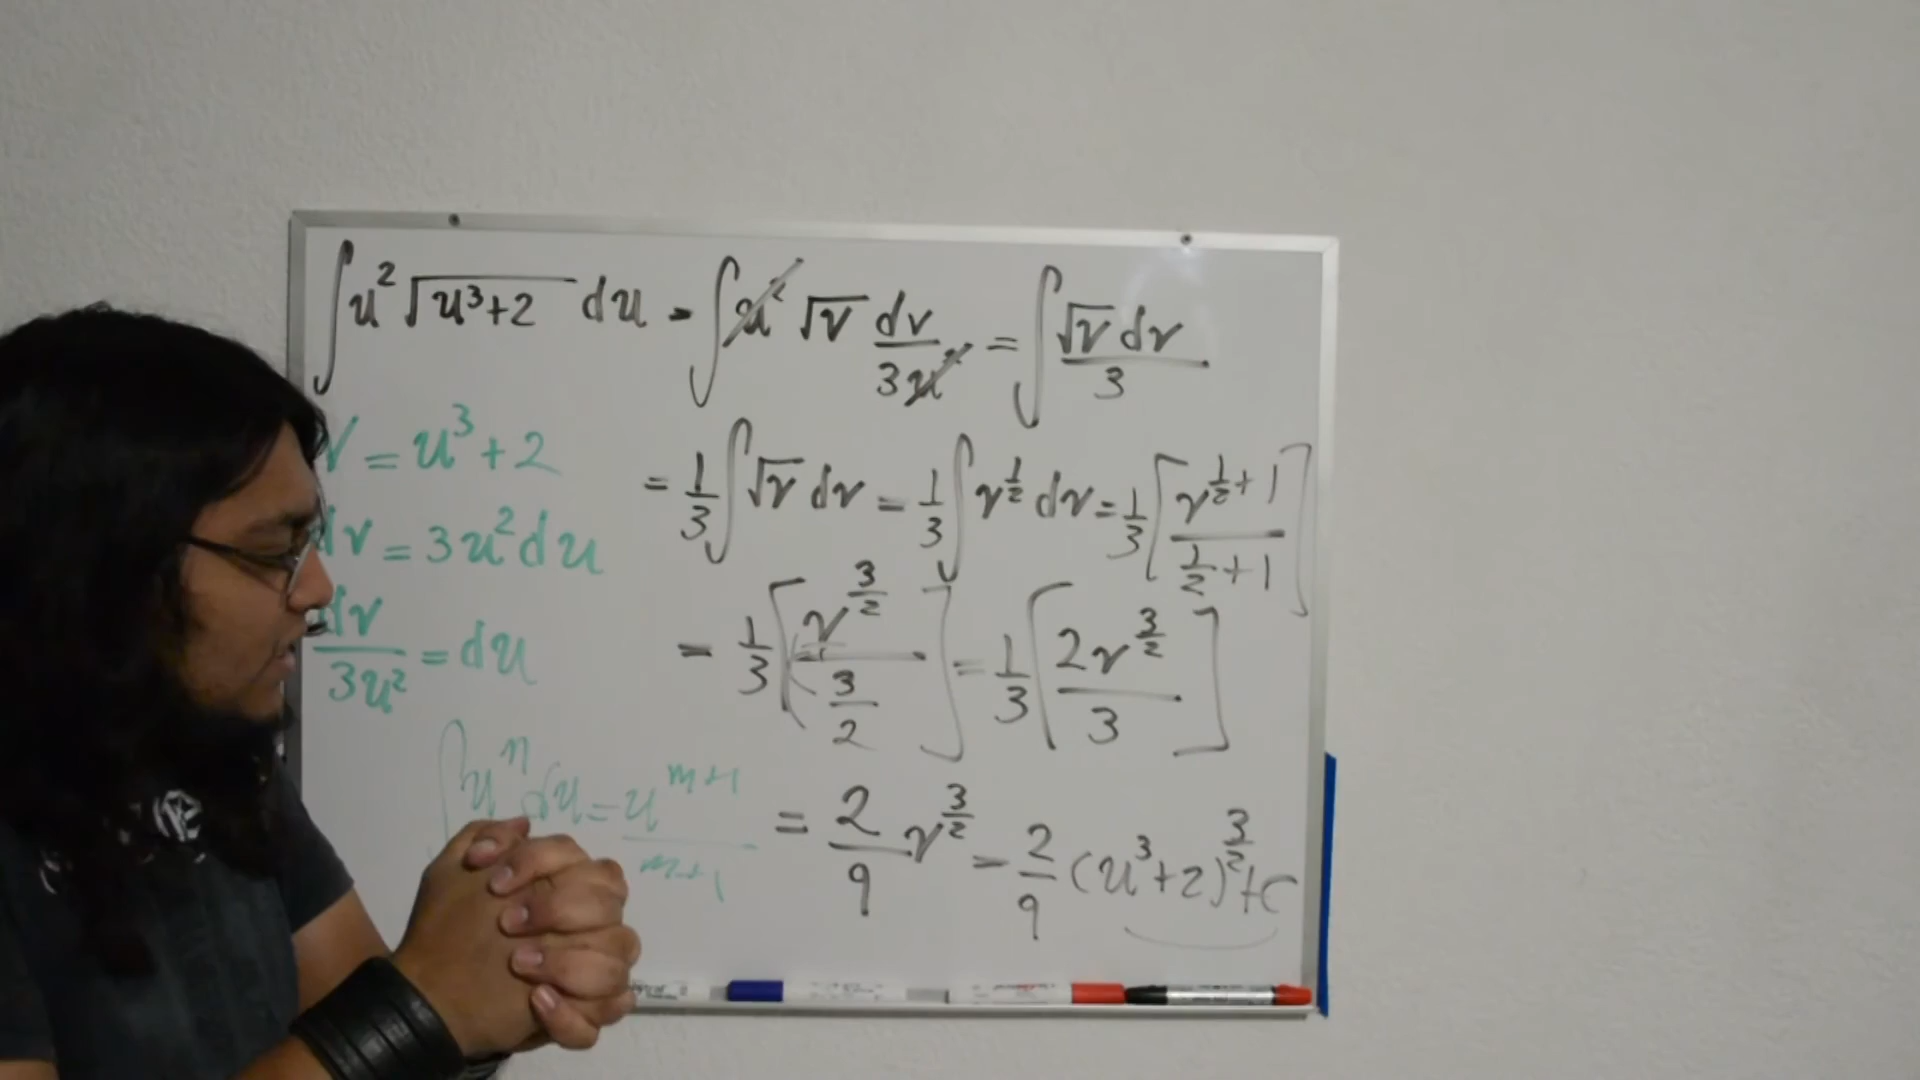 ∫u²√(u³+2) du = ∫u²√v dv/3u² = ∫√v dv/3
v = u³+2
= 1/3 ∫√v dv = 1/3 ∫v^(1/2) dv = 1/3 [v^(1/2+1)/(1/2+1)]
dv = 3u²du
dv/3u² = du
= 1/3 [v^(3/2)/(3/2)] = 1/3 [2v^(3/2)/3]
∫uⁿ du = u^(m+1)/(m+1)
= 2/9 v^(3/2) = 2/9 (u³+2)^(3/2) + C